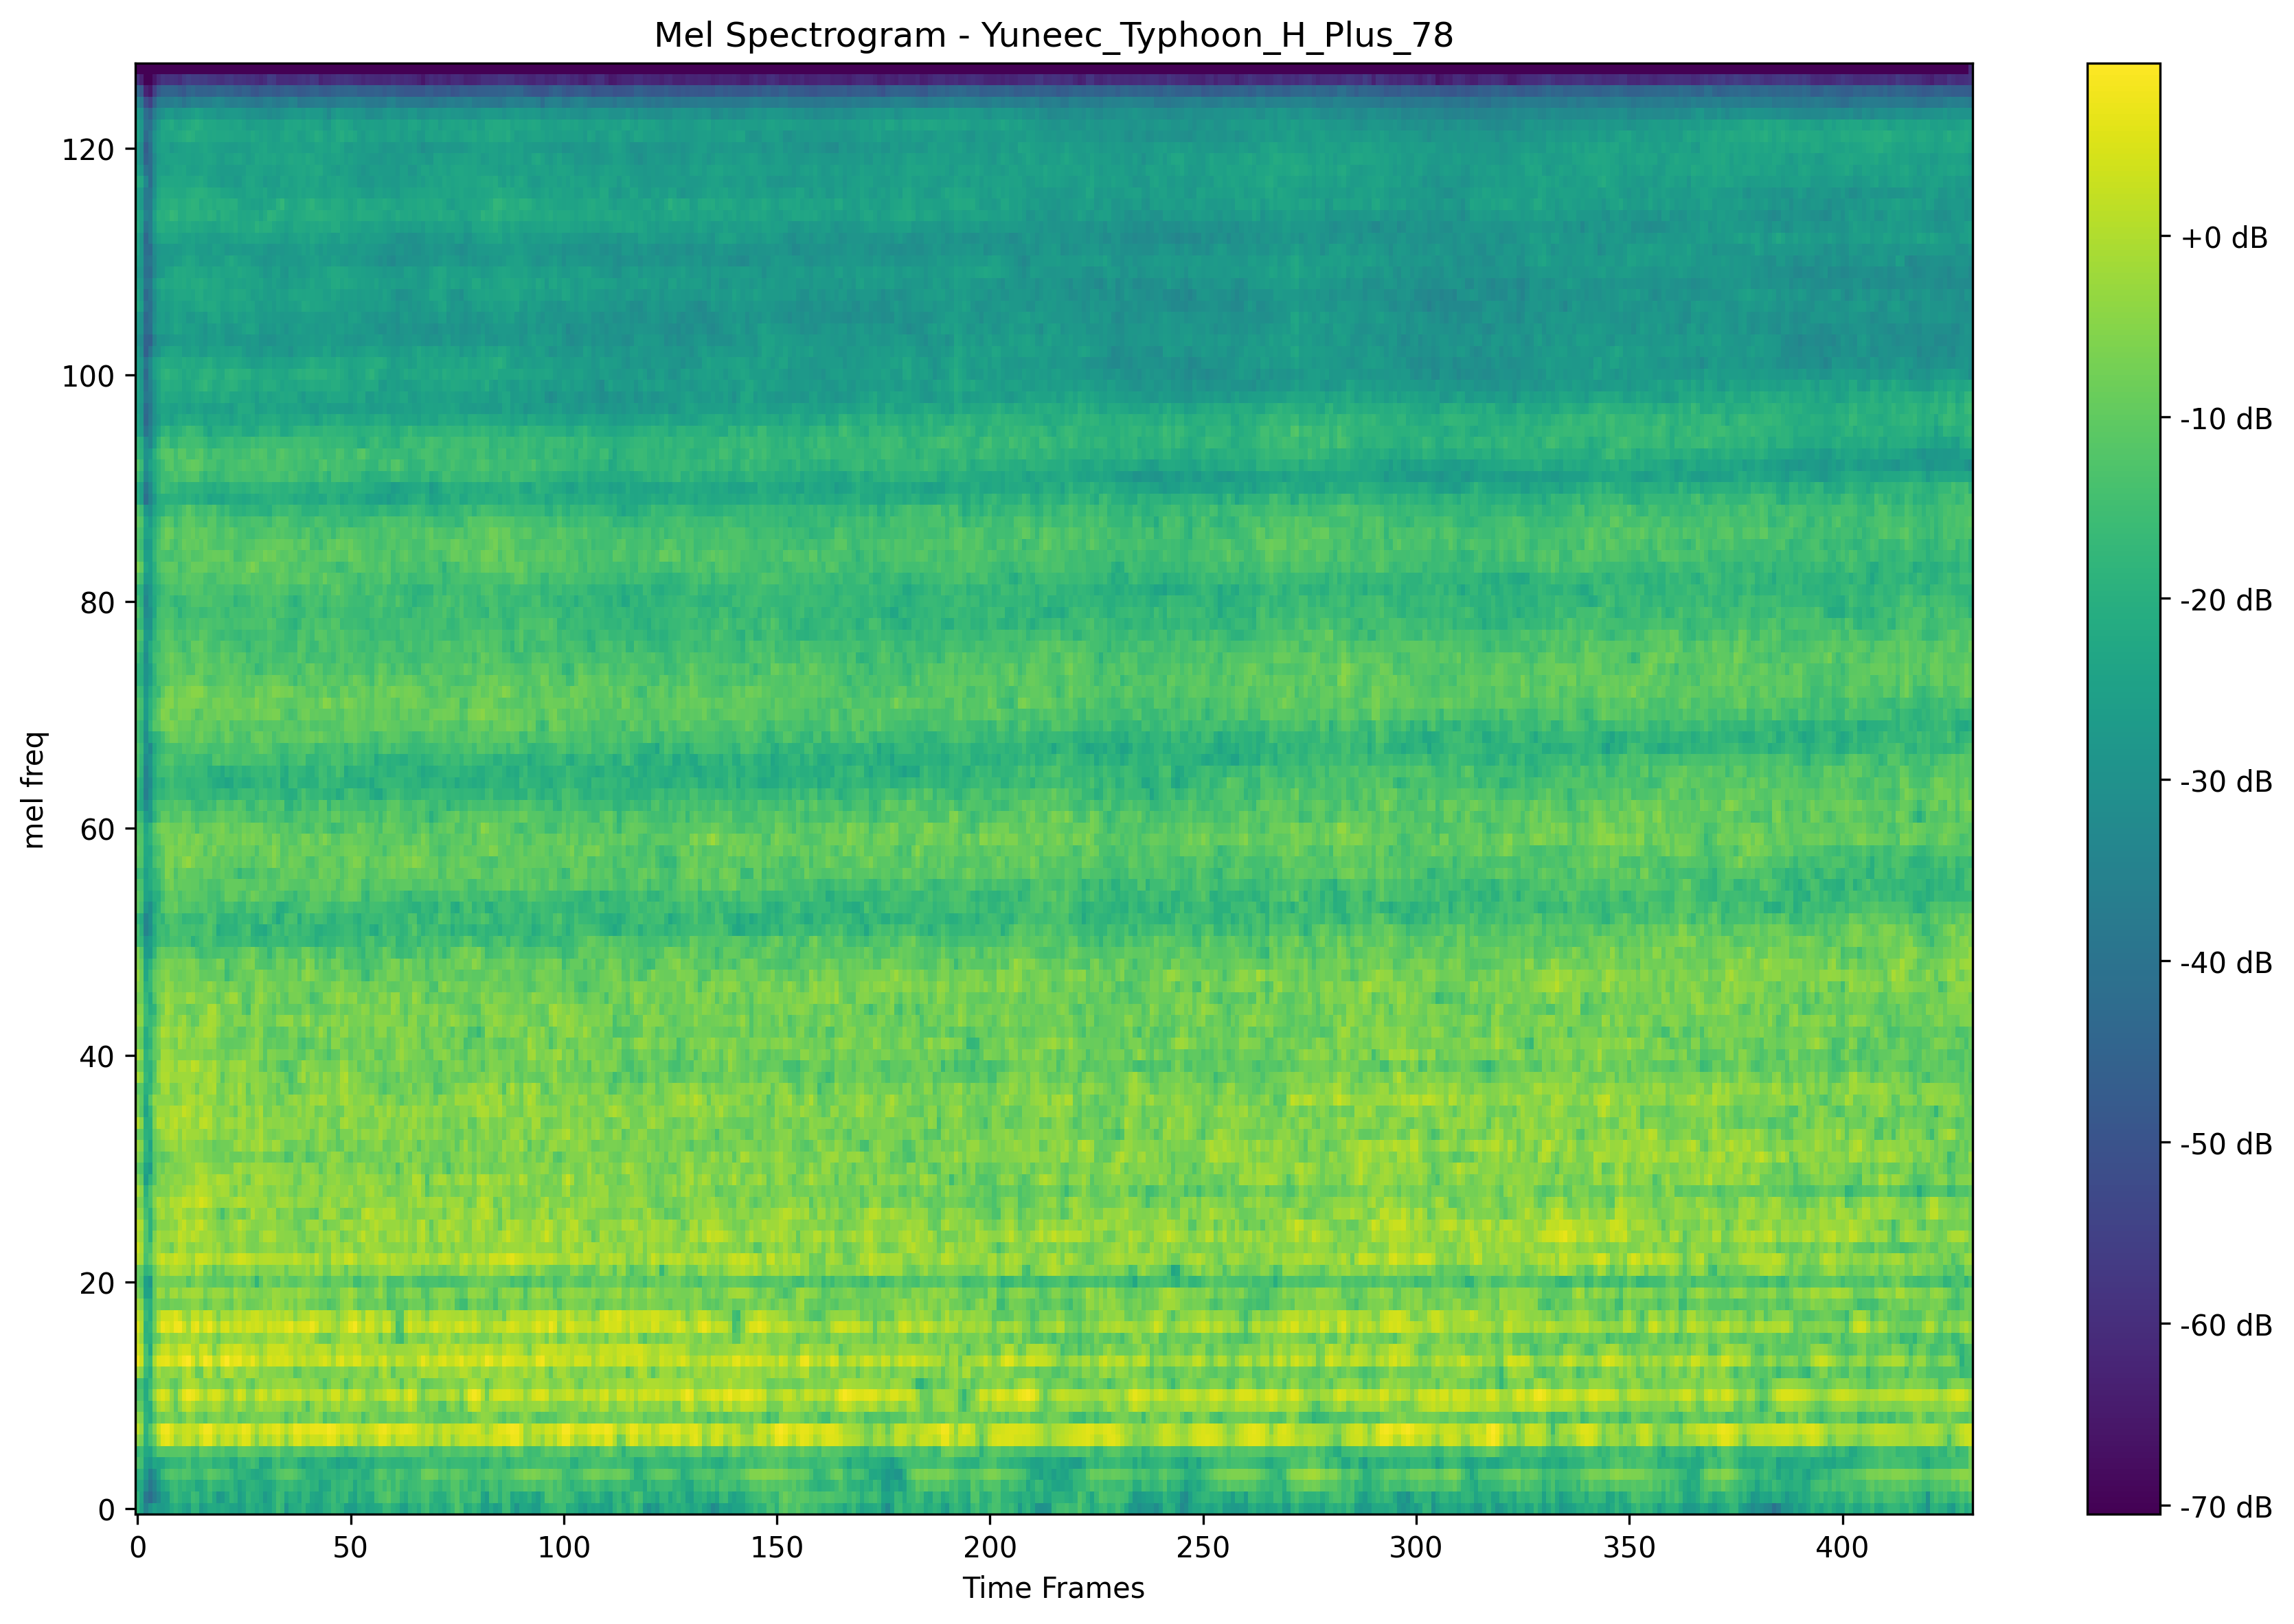 Mel Spectrogram - Yuneec_Typhoon_H_Plus_78
120
100
80
60
40
20
0
mel freq
0 50 100 150 200 250 300 350 400
Time Frames
+0 dB
-10 dB
-20 dB
-30 dB
-40 dB
-50 dB
-60 dB
-70 dB